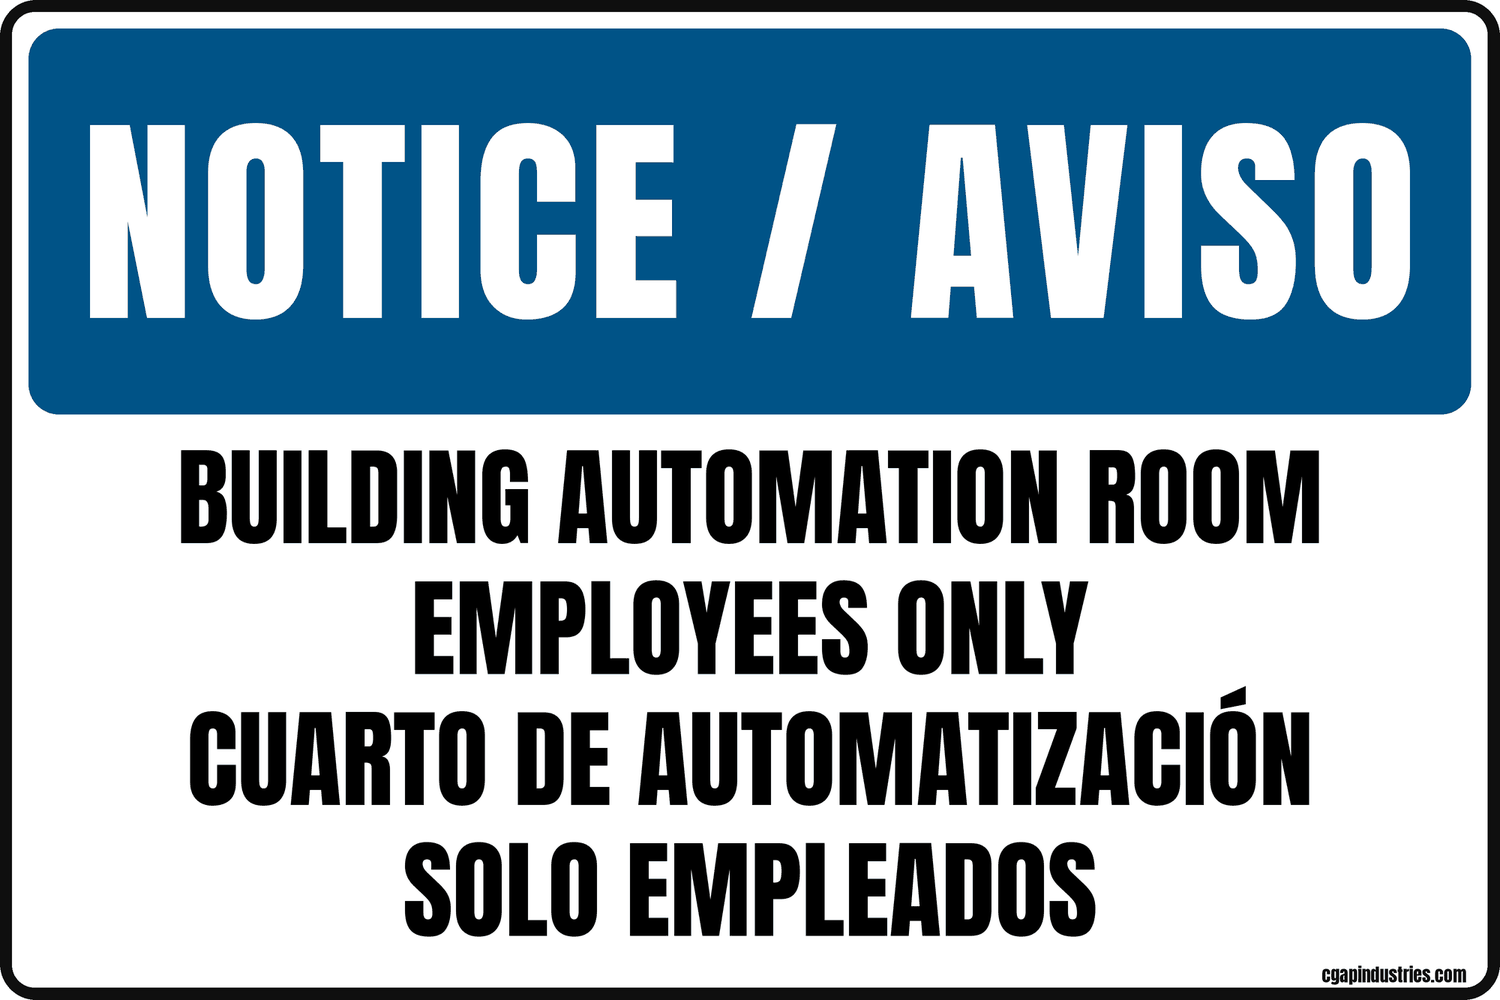 NOTICE / AVISO
BUILDING AUTOMATION ROOM
EMPLOYEES ONLY
CUARTO DE AUTOMATIZACIÓN
SOLO EMPLEADOS
cgapindustries.com